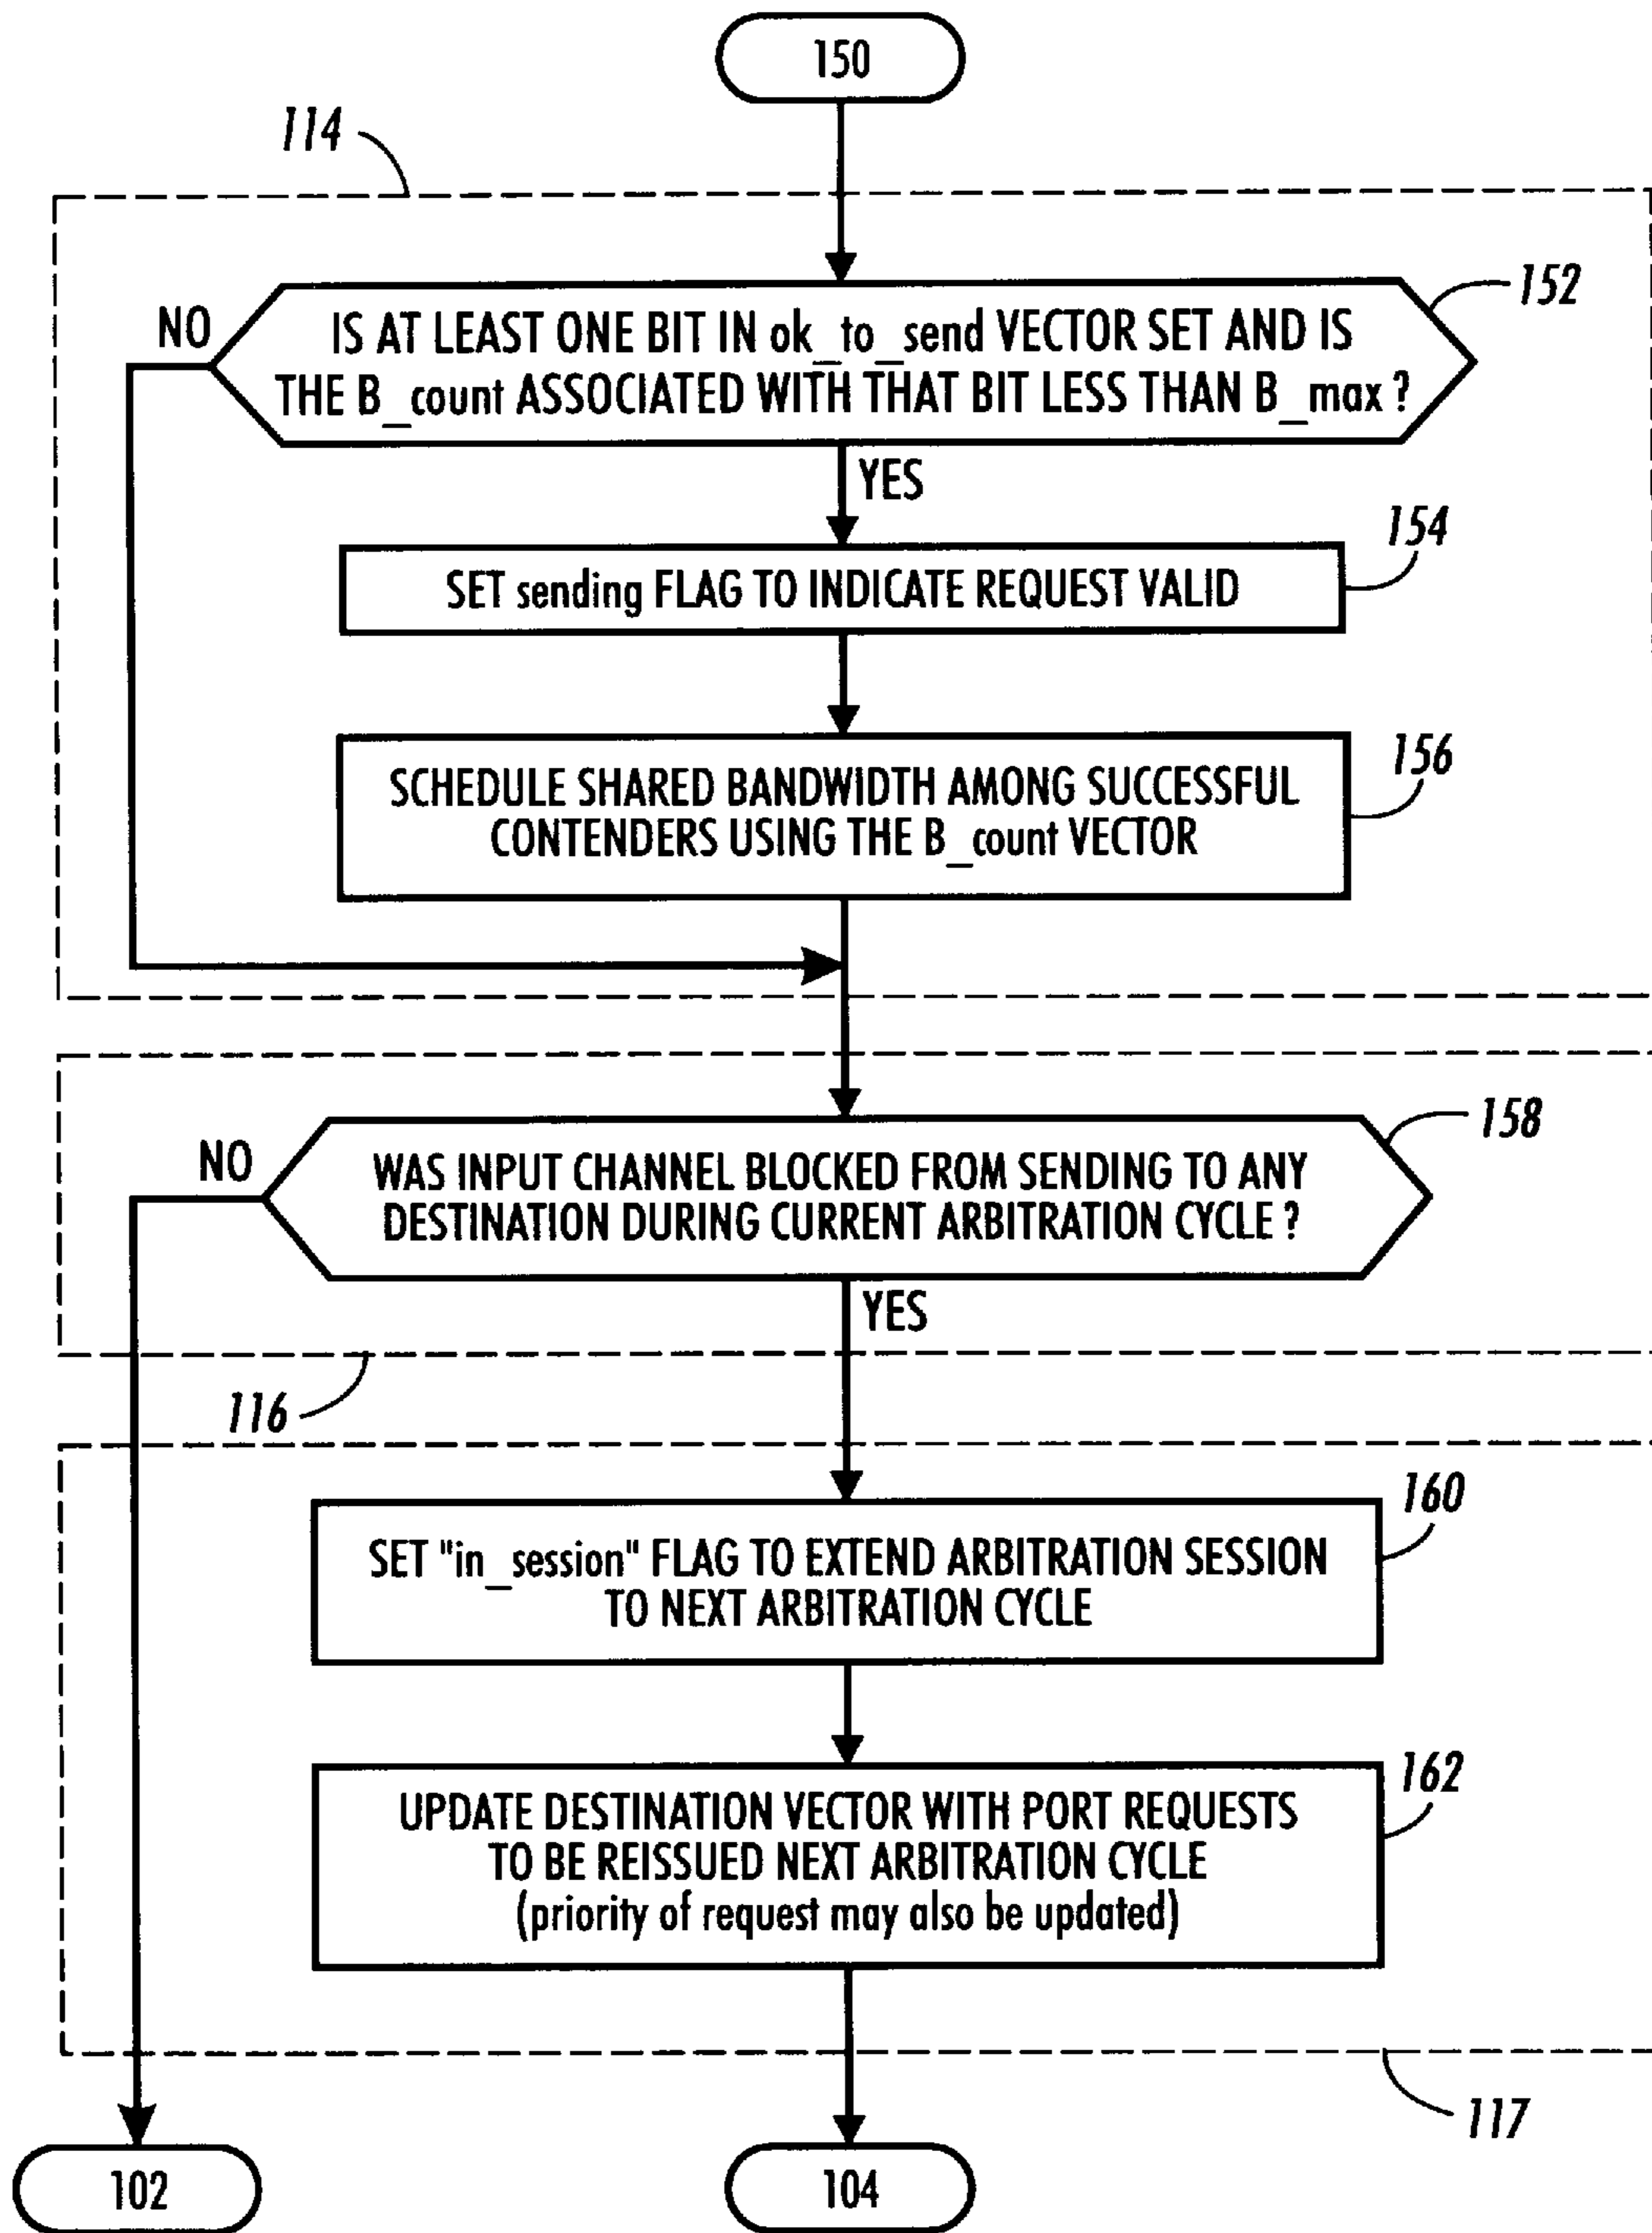 150
114
152
NO
IS AT LEAST ONE BIT IN ok_to_send VECTOR SET AND IS
THE B_count ASSOCIATED WITH THAT BIT LESS THAN B_max ?
YES
154
SET sending FLAG TO INDICATE REQUEST VALID
156
SCHEDULE SHARED BANDWIDTH AMONG SUCCESSFUL
CONTENDERS USING THE B_count VECTOR
158
NO
WAS INPUT CHANNEL BLOCKED FROM SENDING TO ANY
DESTINATION DURING CURRENT ARBITRATION CYCLE ?
YES
116
160
SET "in_session" FLAG TO EXTEND ARBITRATION SESSION
TO NEXT ARBITRATION CYCLE
162
UPDATE DESTINATION VECTOR WITH PORT REQUESTS
TO BE REISSUED NEXT ARBITRATION CYCLE
(priority of request may also be updated)
117
102
104